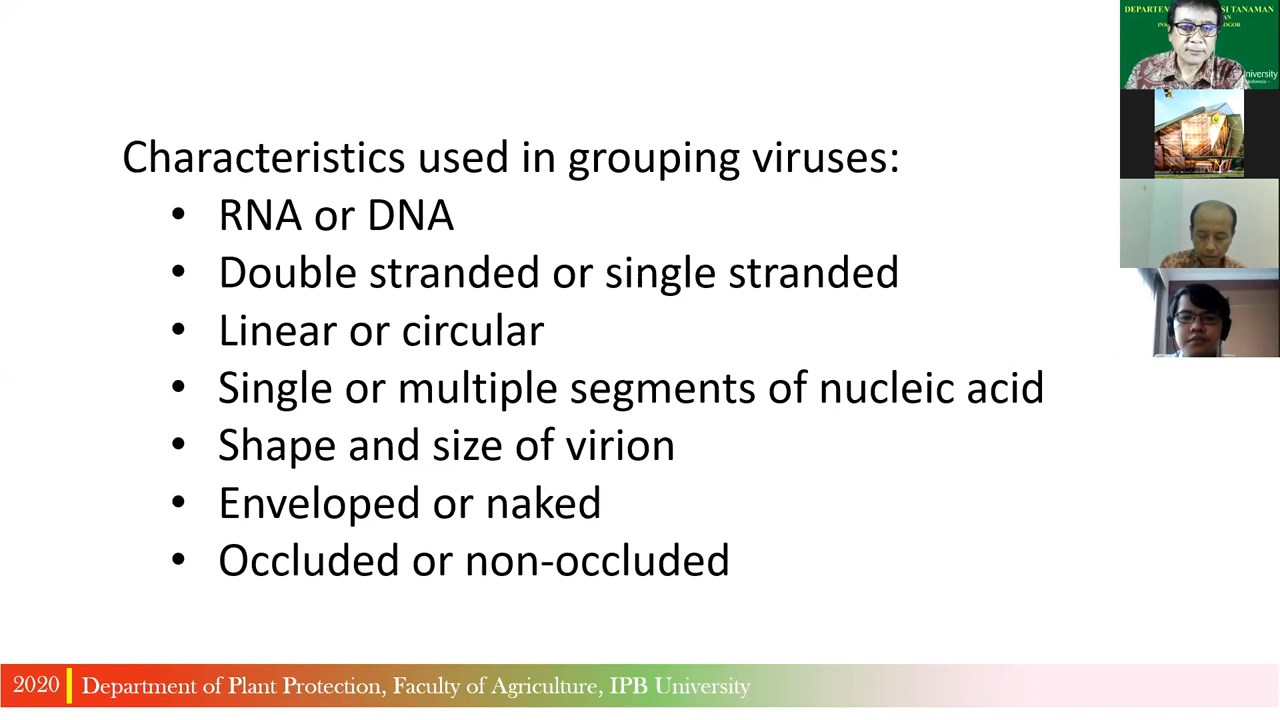 Characteristics used in grouping viruses:
• RNA or DNA
• Double stranded or single stranded
• Linear or circular
• Single or multiple segments of nucleic acid
• Shape and size of virion
• Enveloped or naked
• Occluded or non-occluded
2020
Department of Plant Protection, Faculty of Agriculture, IPB University